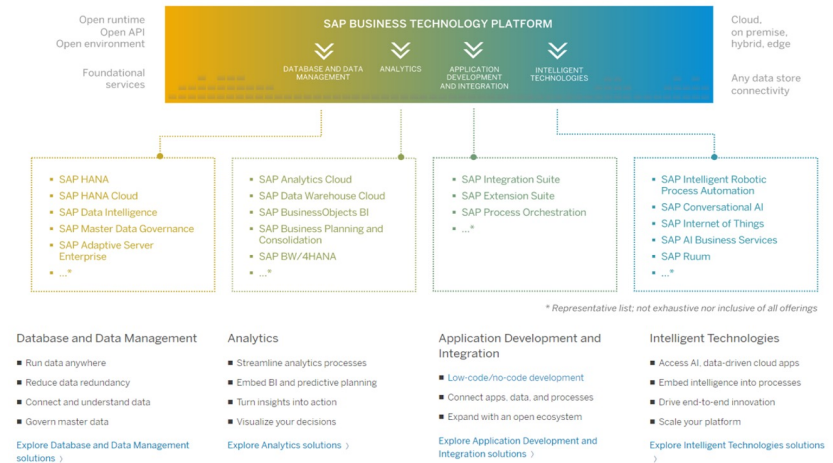 Open runtime
Open API
Open environment
Foundational
services
SAP BUSINESS TECHNOLOGY PLATFORM
DATABASE AND DATA
MANAGEMENT
ANALYTICS
APPLICATION
DEVELOPMENT
AND INTEGRATION
INTELLIGENT
TECHNOLOGIES
Cloud,
on premise,
hybrid, edge
Any data store
connectivity
▪ SAP HANA
▪ SAP HANA Cloud
▪ SAP Data Intelligence
▪ SAP Master Data Governance
▪ SAP Adaptive Server
Enterprise
▪ ...*
▪ SAP Analytics Cloud
▪ SAP Data Warehouse Cloud
▪ SAP BusinessObjects BI
▪ SAP Business Planning and
Consolidation
▪ SAP BW/4HANA
▪ ...*
▪ SAP Integration Suite
▪ SAP Extension Suite
▪ SAP Process Orchestration
▪ ...*
▪ SAP Intelligent Robotic
Process Automation
▪ SAP Conversational AI
▪ SAP Internet of Things
▪ SAP AI Business Services
▪ SAP Ruum
▪ ...*
* Representative list; not exhaustive nor inclusive of all offerings
Database and Data Management
■ Run data anywhere
■ Reduce data redundancy
■ Connect and understand data
■ Govern master data
Explore Database and Data Management
solutions 〉
Analytics
■ Streamline analytics processes
■ Embed BI and predictive planning
■ Turn insights into action
■ Visualize your decisions
Explore Analytics solutions 〉
Application Development and
Integration
■ Low-code/no-code development
■ Connect apps, data, and processes
■ Expand with an open ecosystem
Explore Application Development and
Integration solutions 〉
Intelligent Technologies
■ Access AI, data-driven cloud apps
■ Embed intelligence into processes
■ Drive end-to-end innovation
■ Scale your platform
Explore Intelligent Technologies solutions
〉